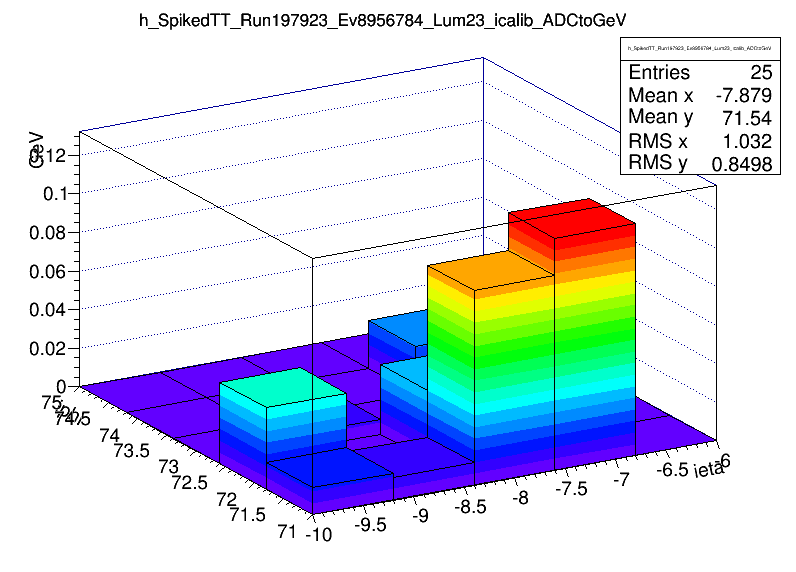 h_SpikedTT_Run197923_Ev8956784_Lum23_icalib_ADCtoGeV
h_SpikedTT_Run197923_Ev8956784_Lum23_icalib_ADCtoGeV
Entries 25
Mean x -7.879
Mean y 71.54
RMS x 1.032
RMS y 0.8498
GeV
0.12
0.1
0.08
0.06
0.04
0.02
0
75
74.5
74
73.5
73
72.5
72
71.5
71
-10
-9.5
-9
-8.5
-8
-7.5
-7
-6.5
-6
ieta